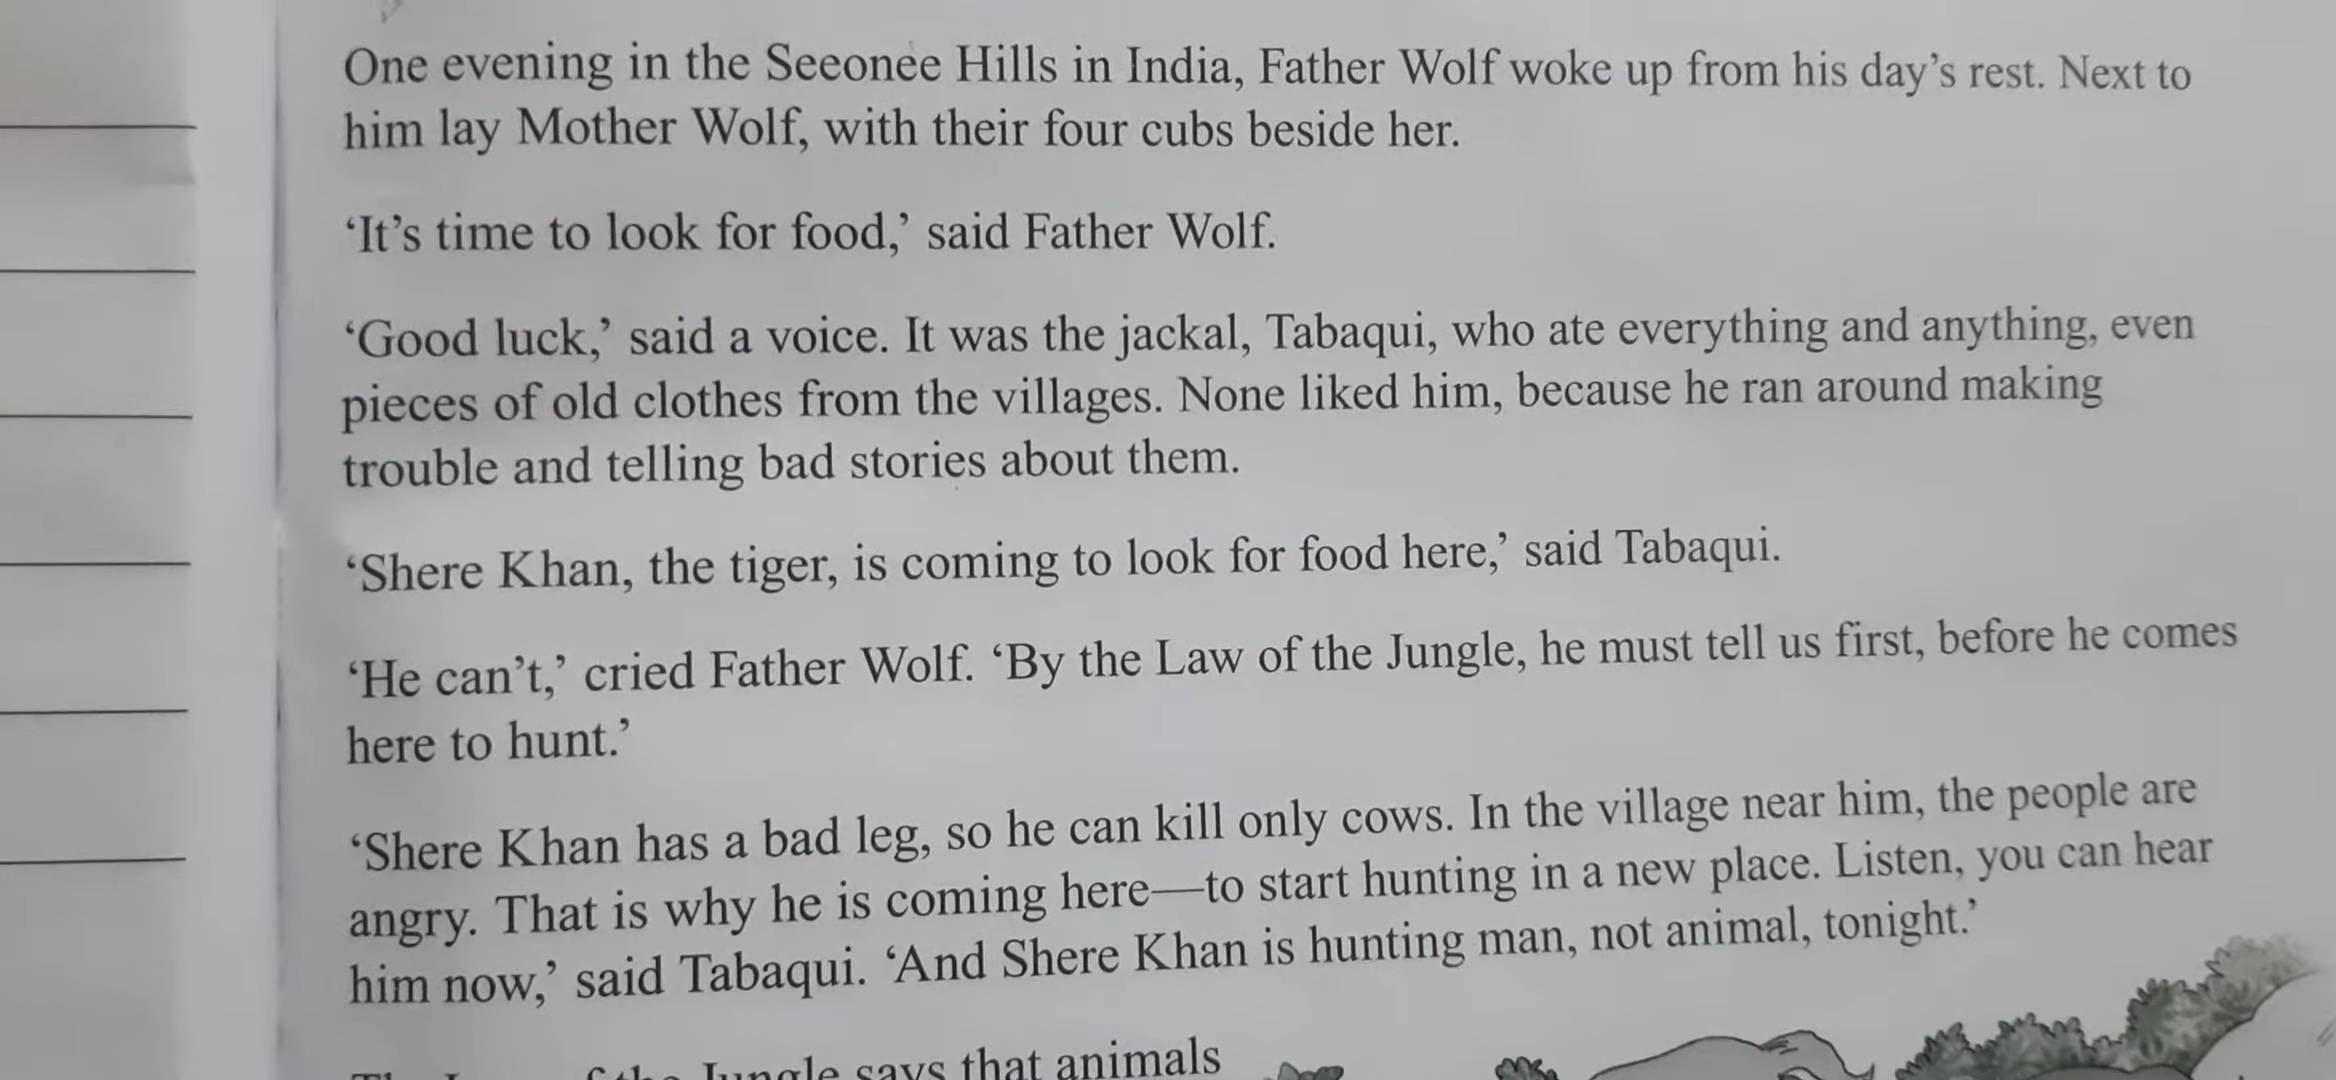 One evening in the Seeonee Hills in India, Father Wolf woke up from his day’s rest. Next to
him lay Mother Wolf, with their four cubs beside her.
‘It’s time to look for food,’ said Father Wolf.
‘Good luck,’ said a voice. It was the jackal, Tabaqui, who ate everything and anything, even
pieces of old clothes from the villages. None liked him, because he ran around making
trouble and telling bad stories about them.
‘Shere Khan, the tiger, is coming to look for food here,’ said Tabaqui.
‘He can’t,’ cried Father Wolf. ‘By the Law of the Jungle, he must tell us first, before he comes
here to hunt.’
‘Shere Khan has a bad leg, so he can kill only cows. In the village near him, the people are
angry. That is why he is coming here—to start hunting in a new place. Listen, you can hear
him now,’ said Tabaqui. ‘And Shere Khan is hunting man, not animal, tonight.’
Jungle says that animals